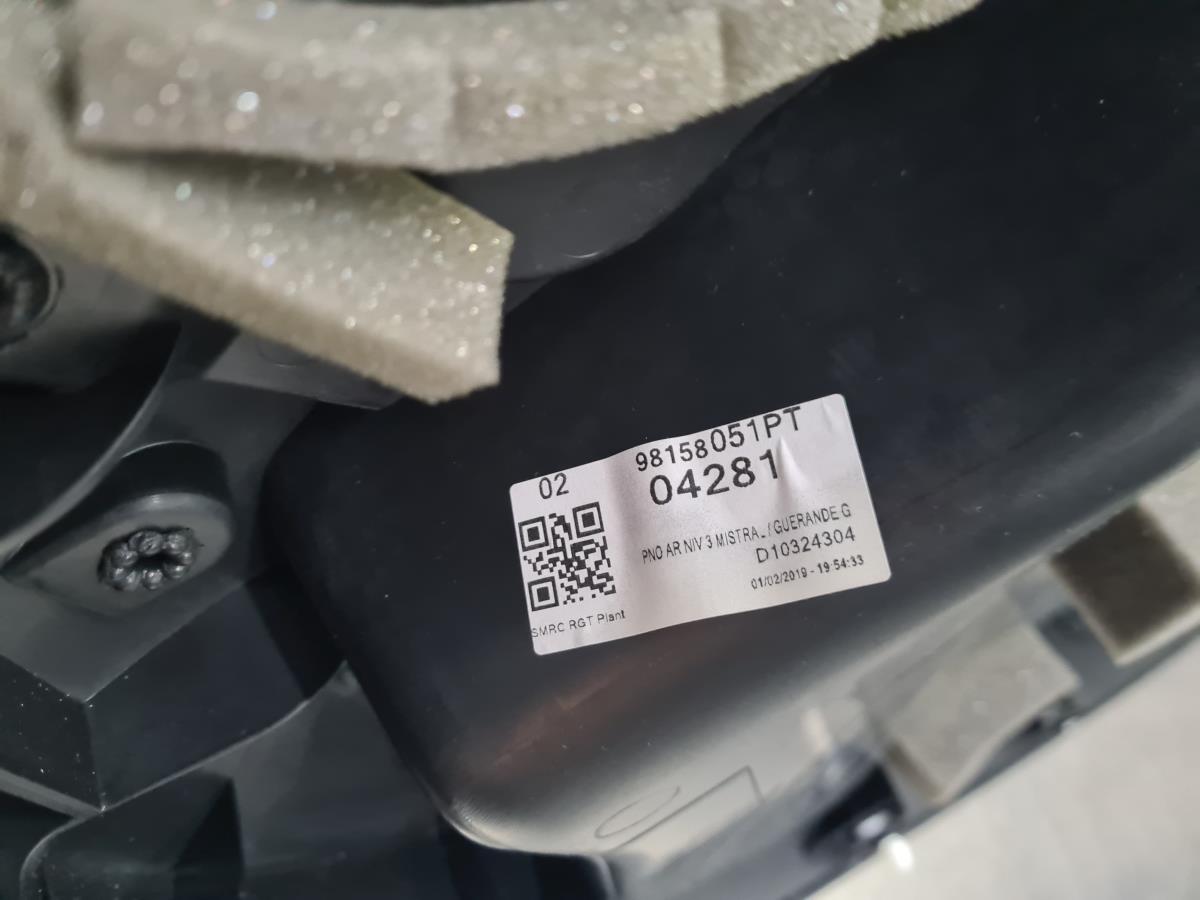 02
98158051PT
04281
PNO AR NIV 3 MISTRAL / GUERANDE G
D10324304
01/02/2019 - 19:54:33
SMRC RGT Plant